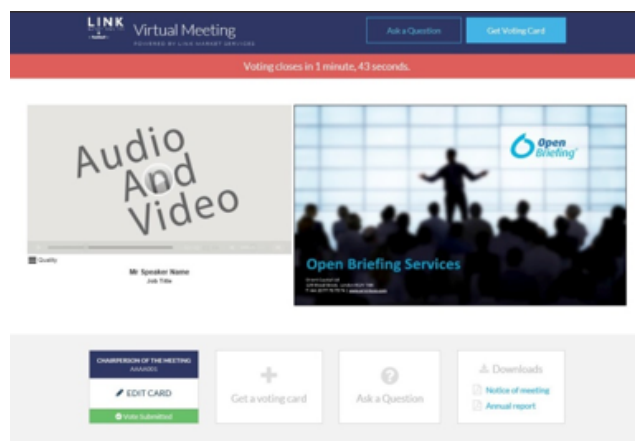 LINK
Virtual Meeting
POWERED BY LINK MARKET SERVICES
Ask a Question
Get Voting Card
Voting closes in 1 minute, 43 seconds.
Audio
And
Video
Quality
Mr Speaker Name
Job Title
Open
Briefing
Open Briefing Services
CHAIRPERSON OF THE MEETING
EDIT CARD
Vote Submitted
Get a voting card
Ask a Question
Downloads
Notice of meeting
Annual report